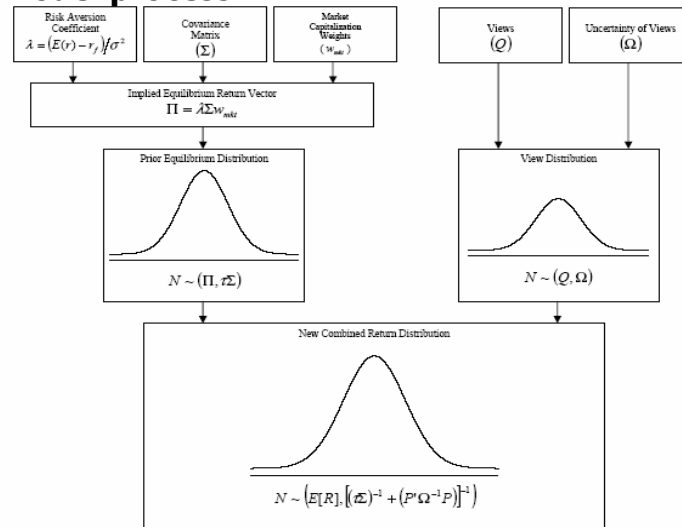 Risk Aversion
Coefficient
λ = (E(r) − r_f)/σ²
Covariance
Matrix
(Σ)
Market
Capitalization
Weights
(w_mkt)
Views
(Q)
Uncertainty of Views
(Ω)
Implied Equilibrium Return Vector
Π = λΣw_mkt
Prior Equilibrium Distribution
N ~ (Π, τΣ)
View Distribution
N ~ (Q, Ω)
New Combined Return Distribution
N ~ (E[R], [(τΣ)⁻¹ + (P'Ω⁻¹P)]⁻¹)